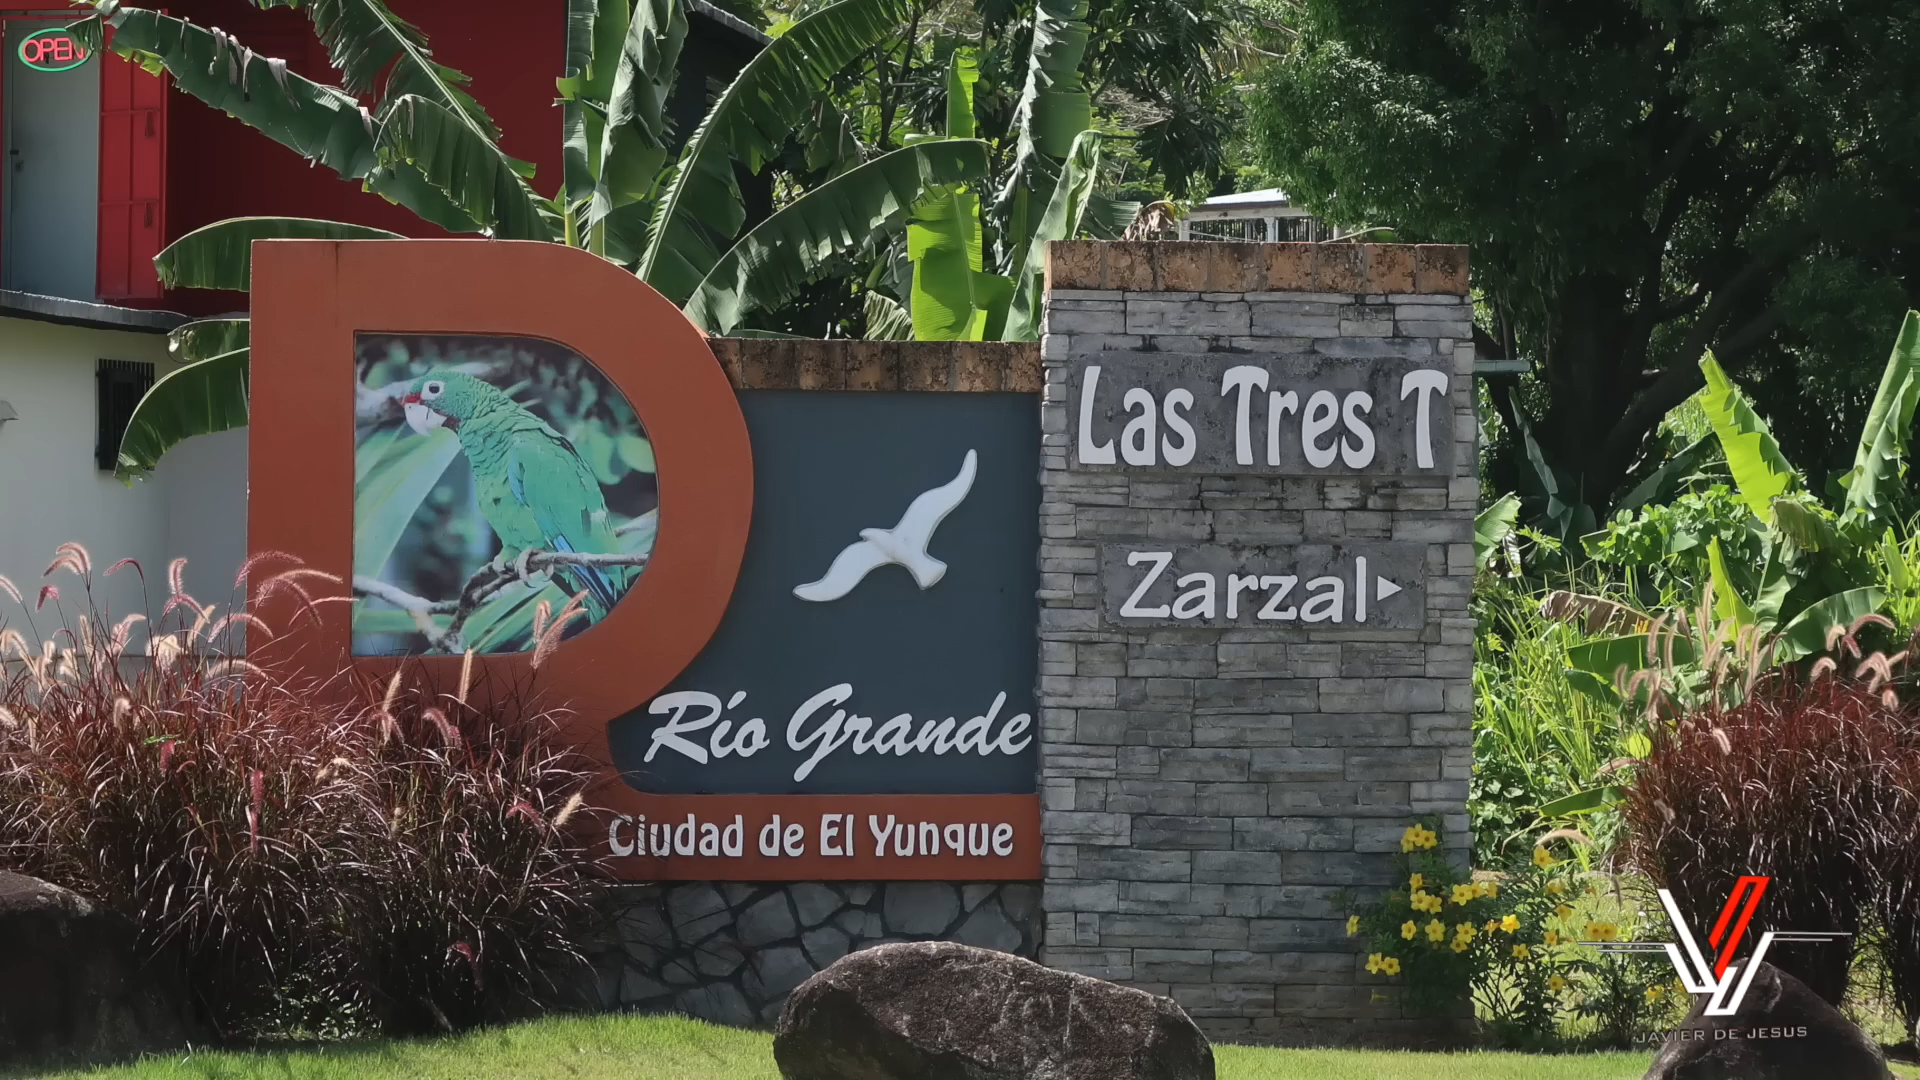 OPEN
Las Tres T
Zarzal
Río Grande
Ciudad de El Yunque
JAVIER DE JESUS